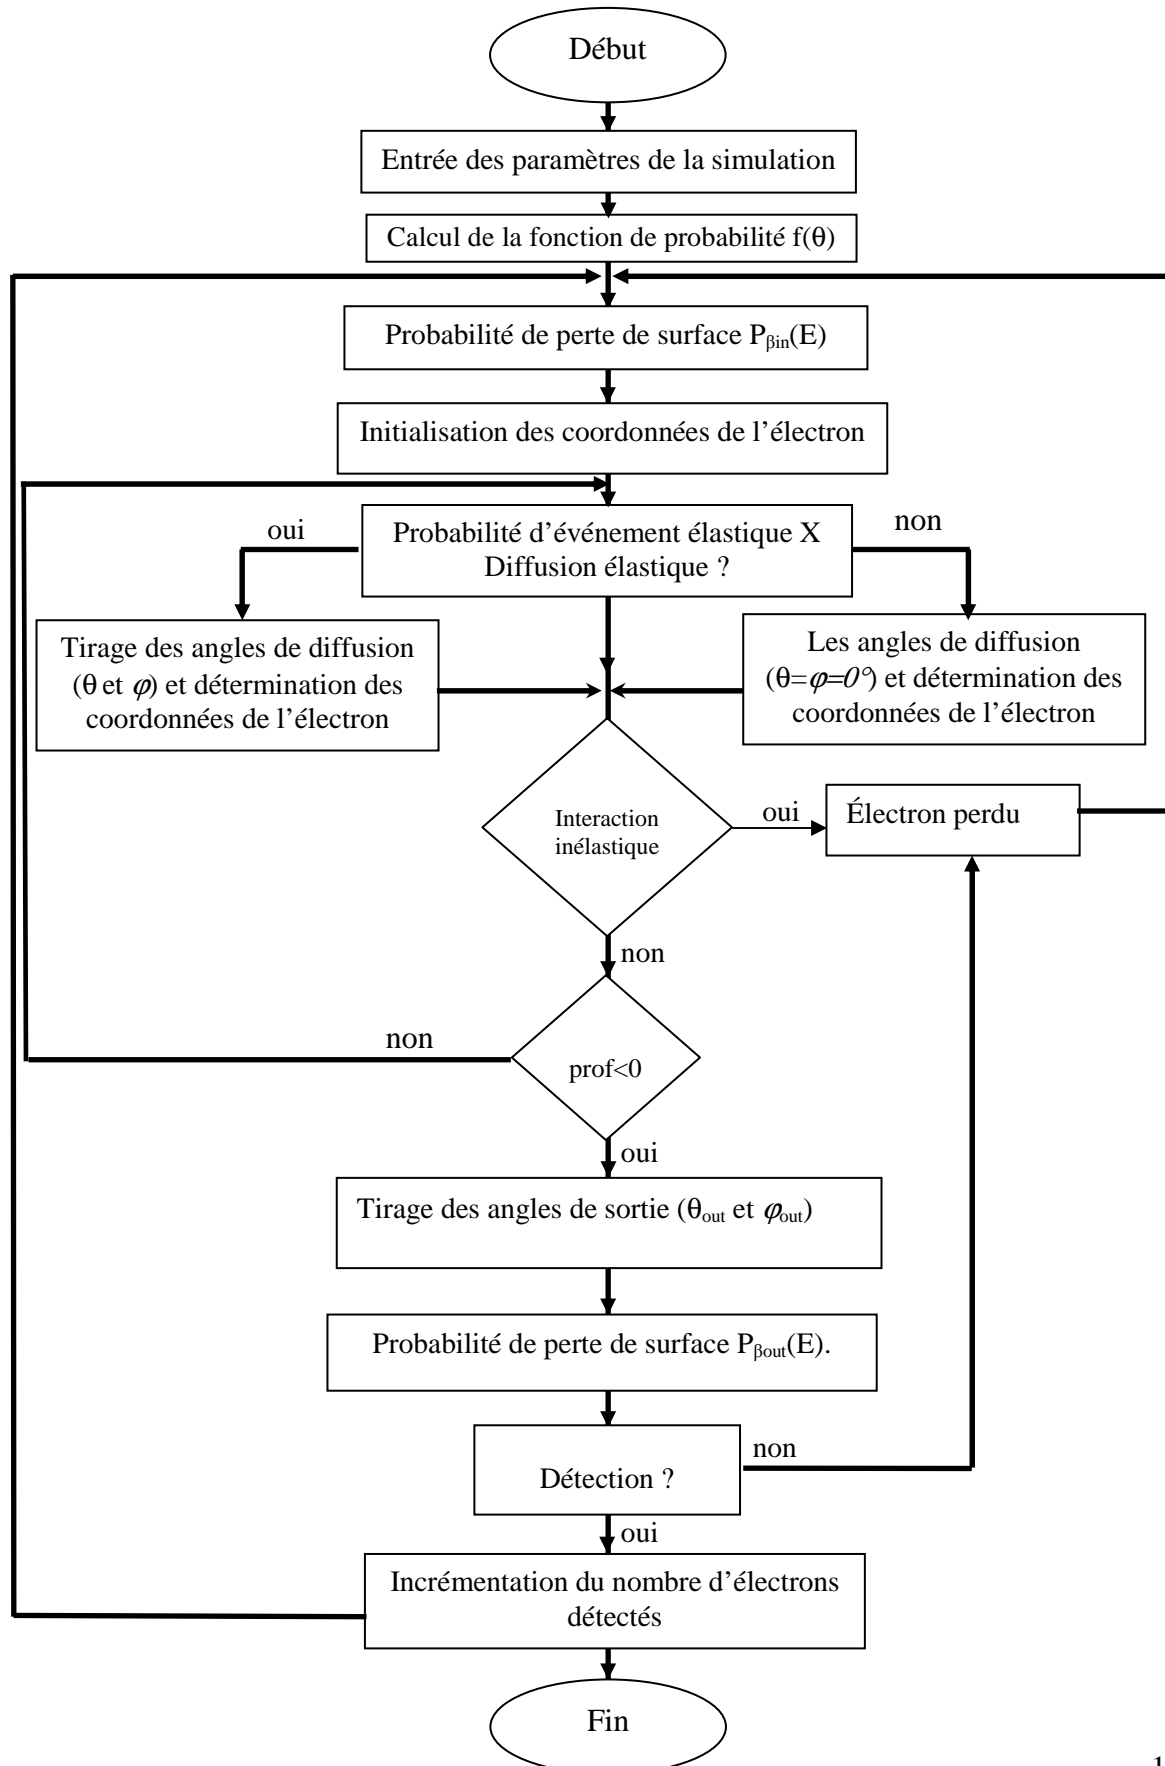 Début
Entrée des paramètres de la simulation
Calcul de la fonction de probabilité f(θ)
Probabilité de perte de surface Pβin(E)
Initialisation des coordonnées de l’électron
oui
Probabilité d’événement élastique X
Diffusion élastique ?
non
Tirage des angles de diffusion
(θ et φ) et détermination des
coordonnées de l’électron
Les angles de diffusion
(θ=φ=0°) et détermination des
coordonnées de l’électron
Interaction
inélastique
oui
Électron perdu
non
non
prof<0
oui
Tirage des angles de sortie (θout et φout)
Probabilité de perte de surface Pβout(E).
Détection ?
non
oui
Incrémentation du nombre d’électrons
détectés
Fin
1